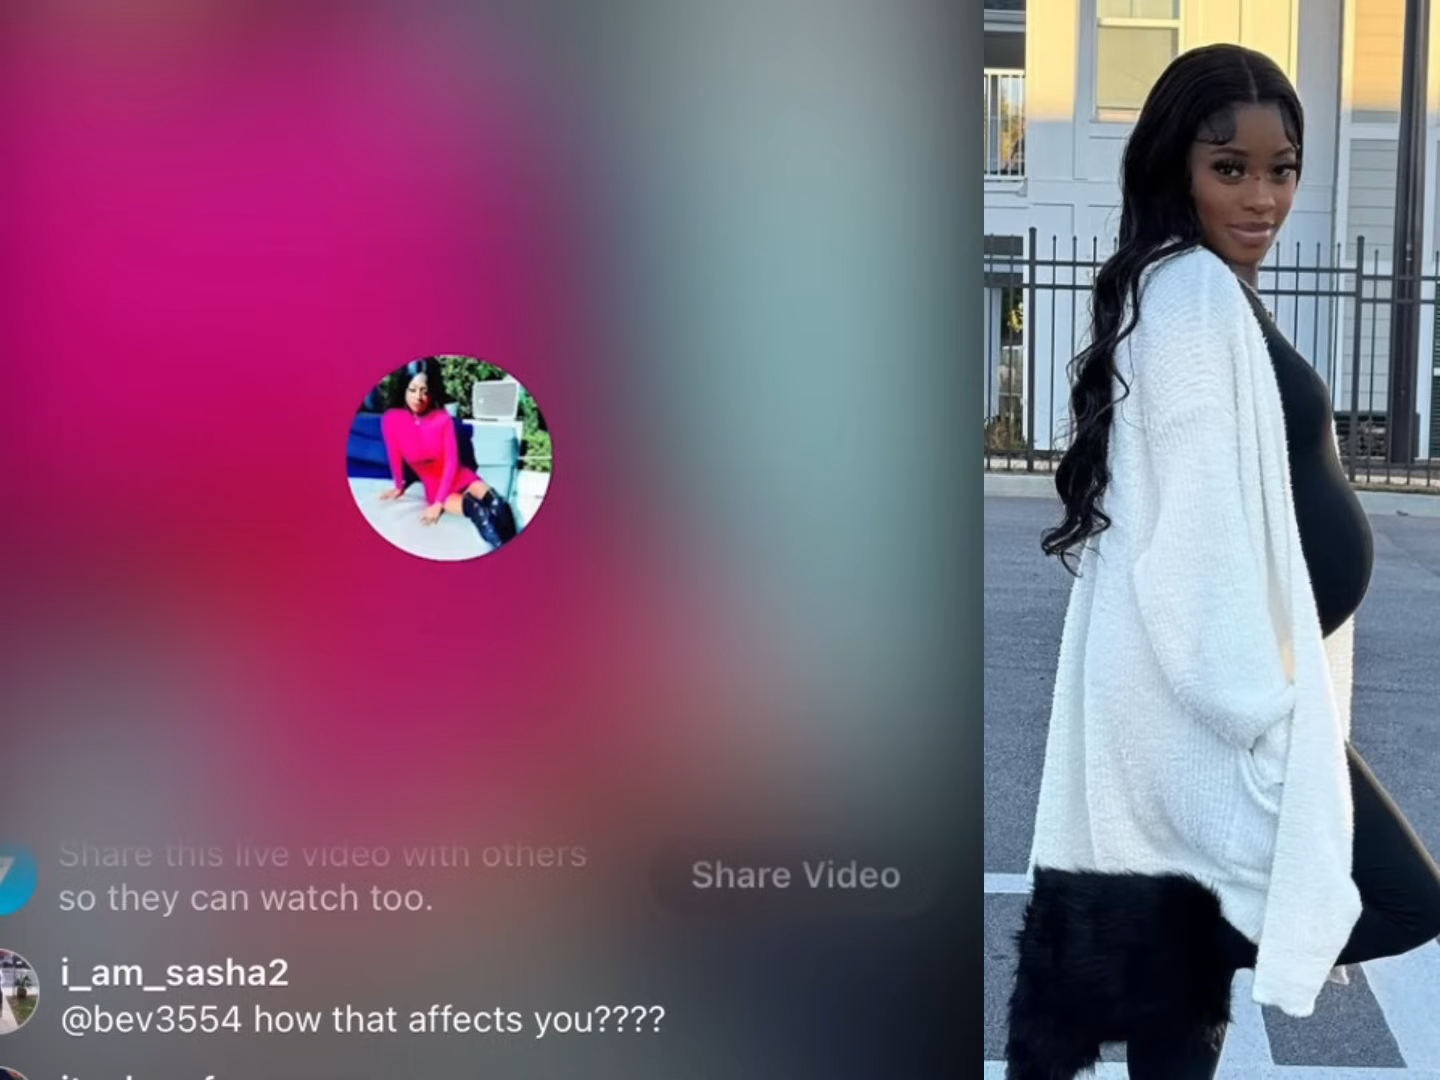 Share this live video with others
so they can watch too.
Share Video
i_am_sasha2
@bev3554 how that affects you????